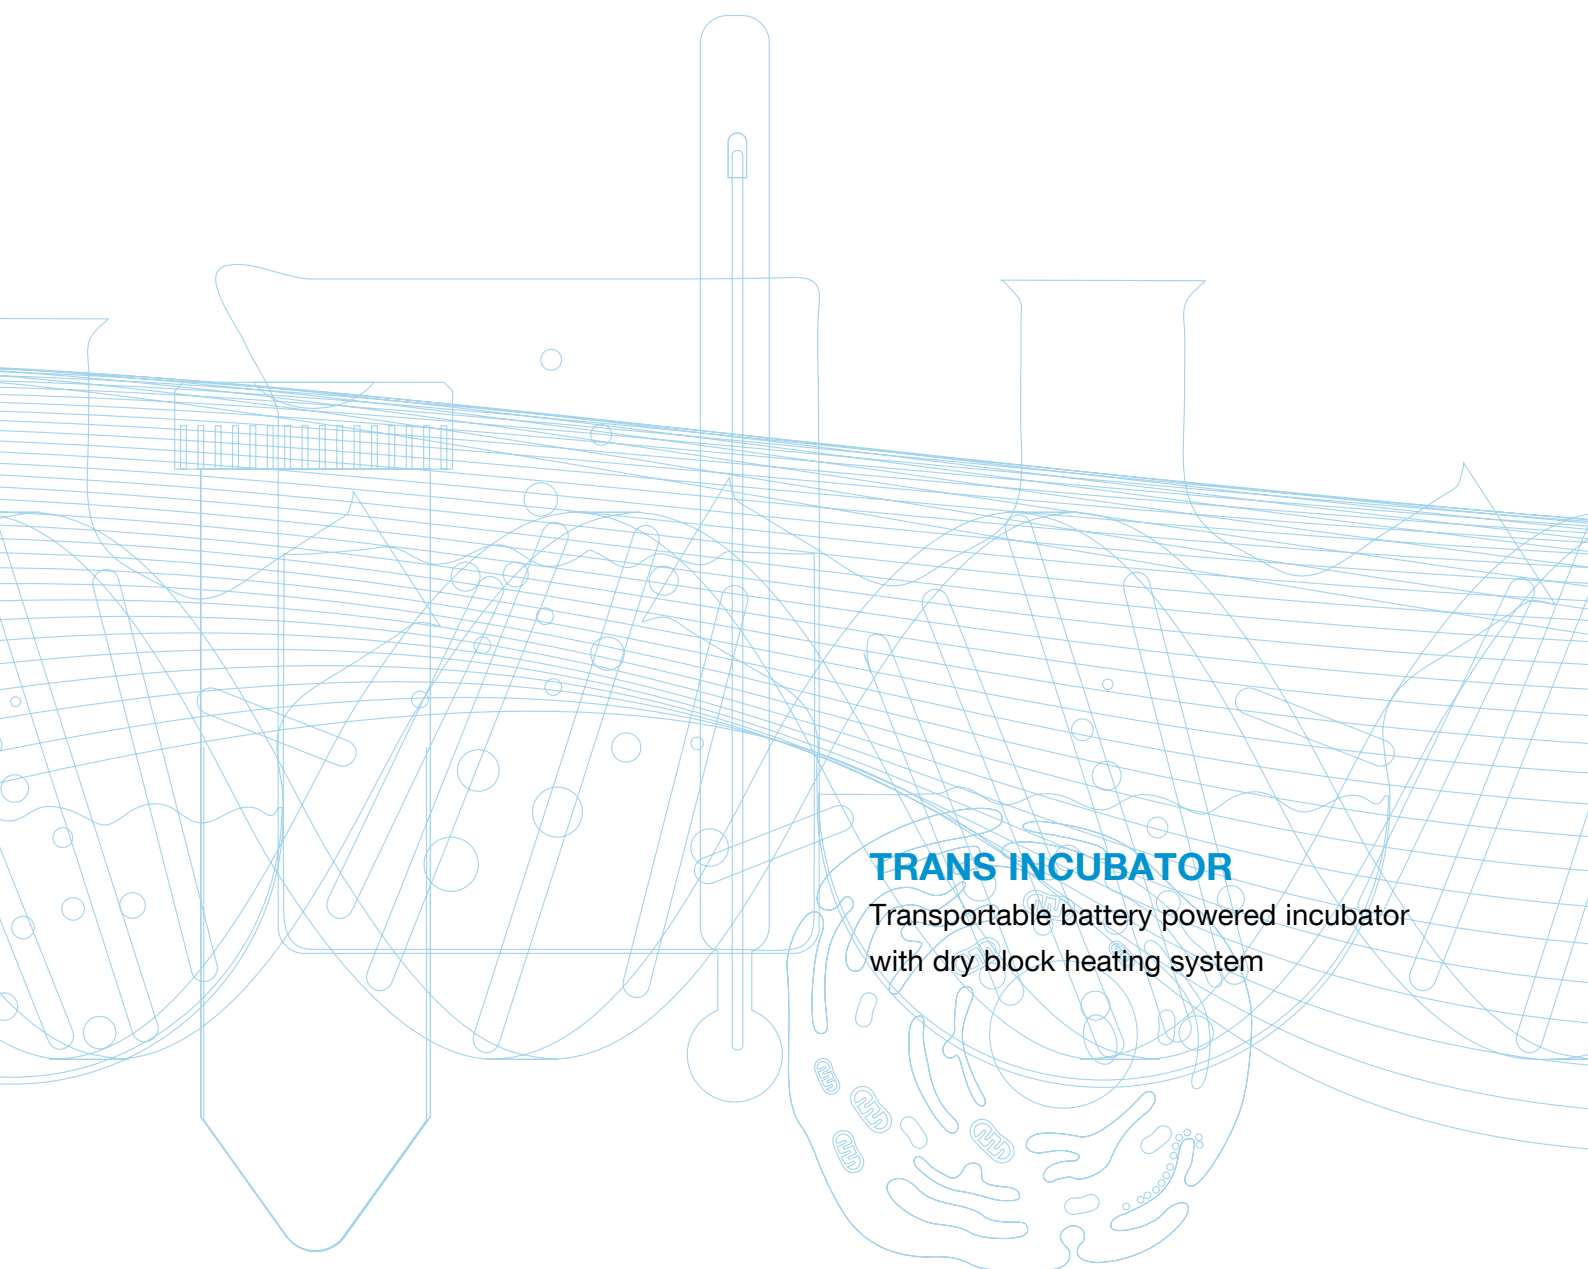 TRANS INCUBATOR
Transportable battery powered incubator
with dry block heating system